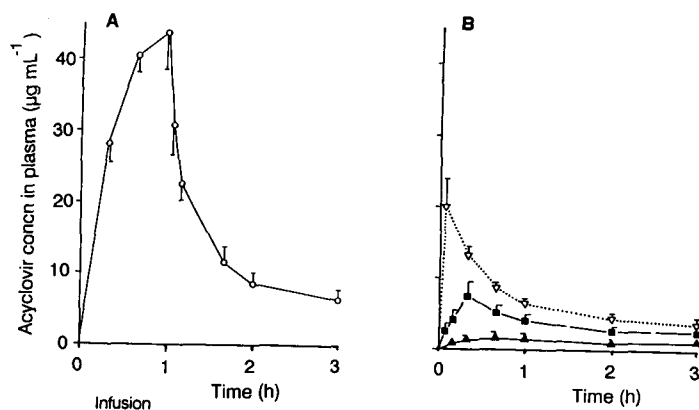 A
B
Acyclovir concn in plasma (µg mL⁻¹)
40
30
20
10
0
0
1
2
3
0
1
2
3
Infusion
Time (h)
Time (h)